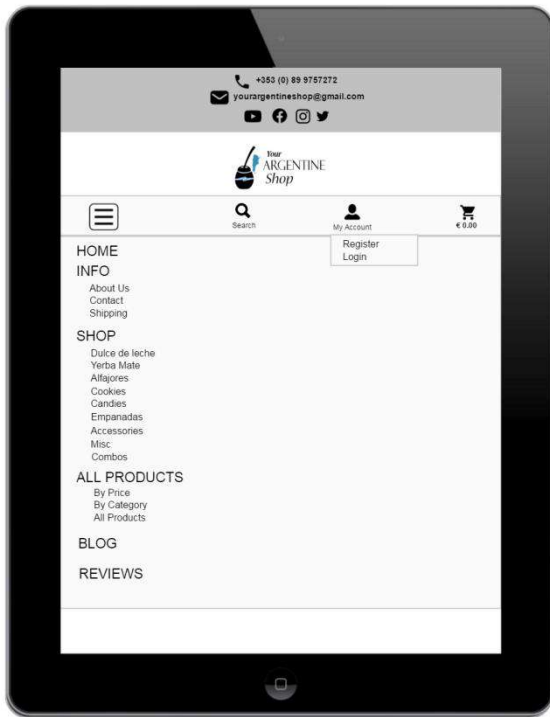 +353 (0) 89 9757272
yourargentineshop@gmail.com
Your
ARGENTINE
Shop
Search
My Account
€ 0.00
Register
Login
HOME
INFO
About Us
Contact
Shipping
SHOP
Dulce de leche
Yerba Mate
Alfajores
Cookies
Candies
Empanadas
Accessories
Misc
Combos
ALL PRODUCTS
By Price
By Category
All Products
BLOG
REVIEWS